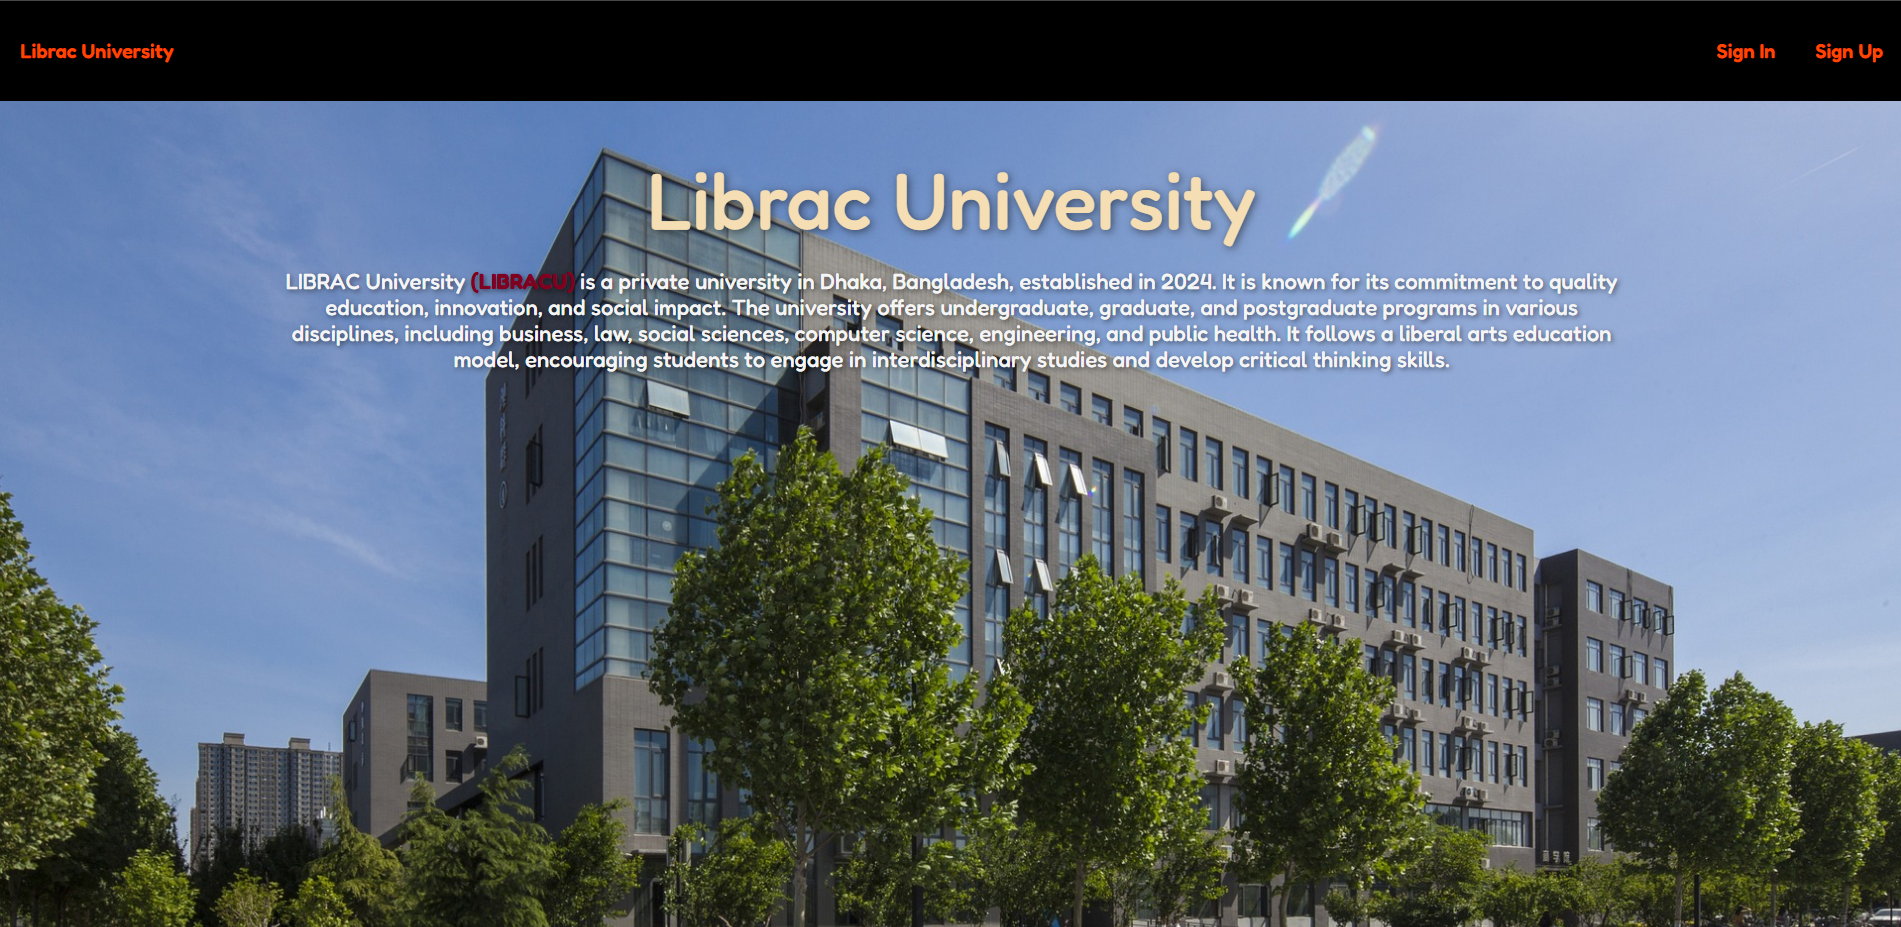 Librac University
Sign In
Sign Up
Librac University
LIBRAC University (LIBRACU) is a private university in Dhaka, Bangladesh, established in 2024. It is known for its commitment to quality
education, innovation, and social impact. The university offers undergraduate, graduate, and postgraduate programs in various
disciplines, including business, law, social sciences, computer science, engineering, and public health. It follows a liberal arts education
model, encouraging students to engage in interdisciplinary studies and develop critical thinking skills.